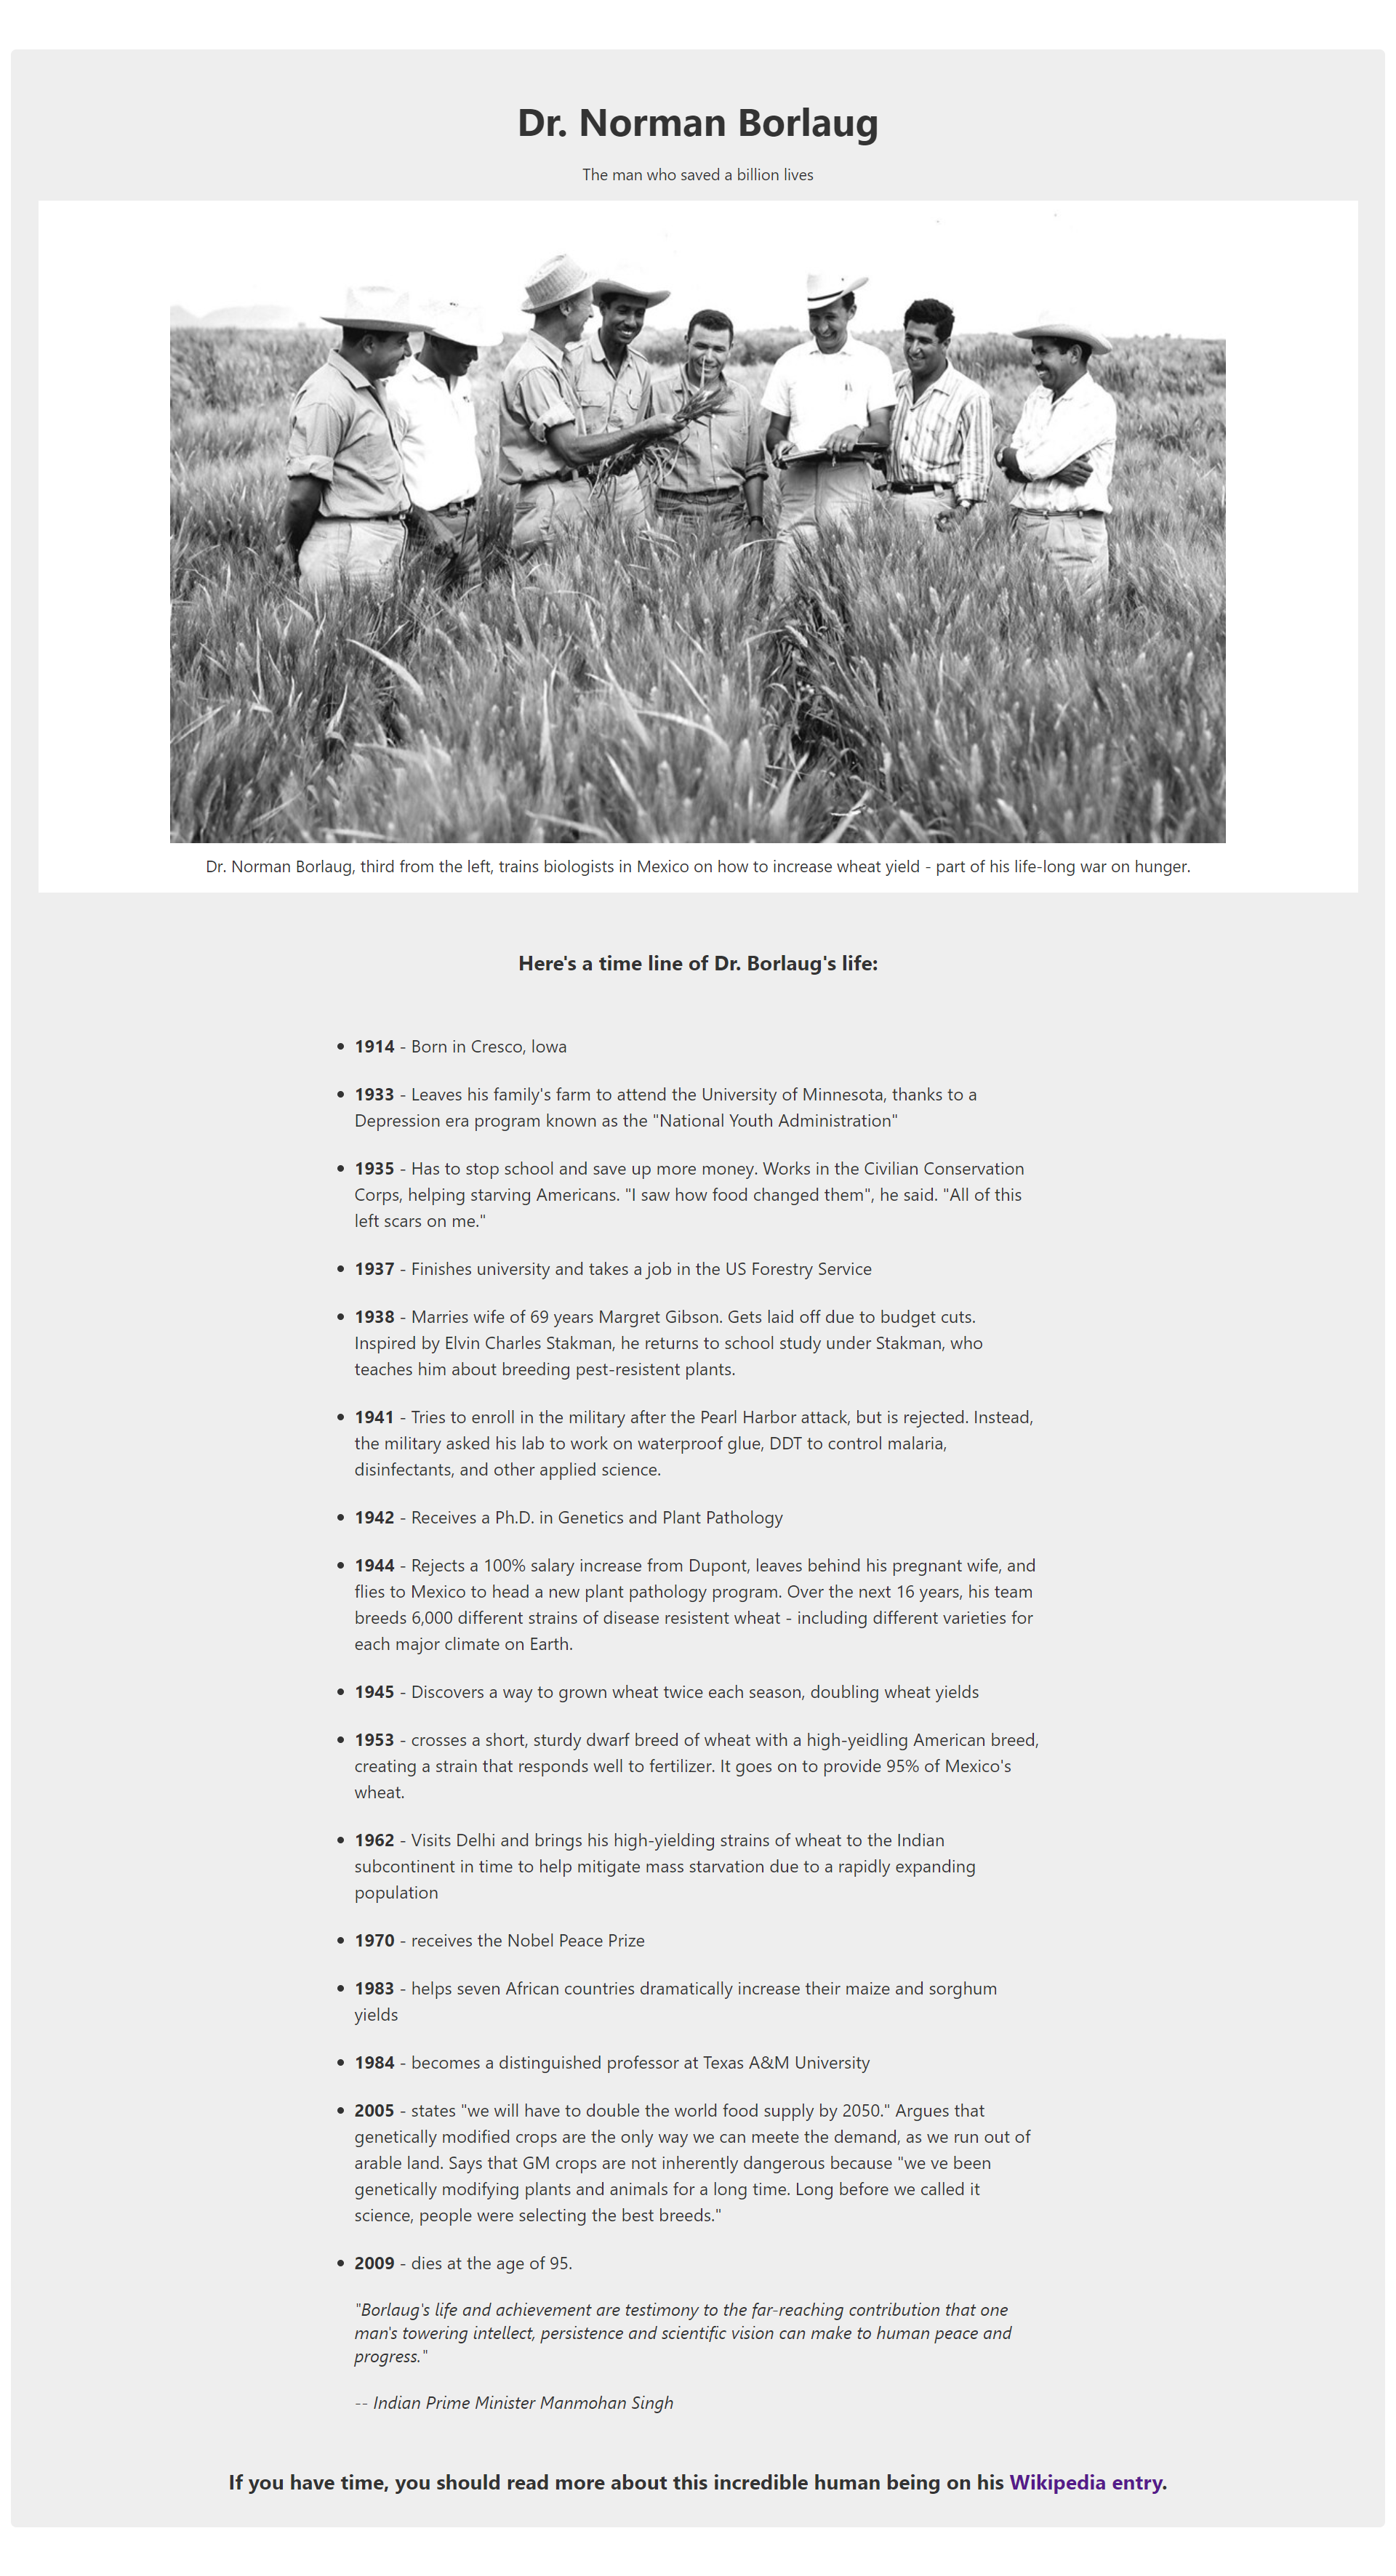 Dr. Norman Borlaug
The man who saved a billion lives
Dr. Norman Borlaug, third from the left, trains biologists in Mexico on how to increase wheat yield - part of his life-long war on hunger.
Here's a time line of Dr. Borlaug's life:
• 1914 - Born in Cresco, Iowa
• 1933 - Leaves his family's farm to attend the University of Minnesota, thanks to a
Depression era program known as the "National Youth Administration"
• 1935 - Has to stop school and save up more money. Works in the Civilian Conservation
Corps, helping starving Americans. "I saw how food changed them", he said. "All of this
left scars on me."
• 1937 - Finishes university and takes a job in the US Forestry Service
• 1938 - Marries wife of 69 years Margret Gibson. Gets laid off due to budget cuts.
Inspired by Elvin Charles Stakman, he returns to school study under Stakman, who
teaches him about breeding pest-resistent plants.
• 1941 - Tries to enroll in the military after the Pearl Harbor attack, but is rejected. Instead,
the military asked his lab to work on waterproof glue, DDT to control malaria,
disinfectants, and other applied science.
• 1942 - Receives a Ph.D. in Genetics and Plant Pathology
• 1944 - Rejects a 100% salary increase from Dupont, leaves behind his pregnant wife, and
flies to Mexico to head a new plant pathology program. Over the next 16 years, his team
breeds 6,000 different strains of disease resistent wheat - including different varieties for
each major climate on Earth.
• 1945 - Discovers a way to grown wheat twice each season, doubling wheat yields
• 1953 - crosses a short, sturdy dwarf breed of wheat with a high-yeidling American breed,
creating a strain that responds well to fertilizer. It goes on to provide 95% of Mexico's
wheat.
• 1962 - Visits Delhi and brings his high-yielding strains of wheat to the Indian
subcontinent in time to help mitigate mass starvation due to a rapidly expanding
population
• 1970 - receives the Nobel Peace Prize
• 1983 - helps seven African countries dramatically increase their maize and sorghum
yields
• 1984 - becomes a distinguished professor at Texas A&M University
• 2005 - states "we will have to double the world food supply by 2050." Argues that
genetically modified crops are the only way we can meete the demand, as we run out of
arable land. Says that GM crops are not inherently dangerous because "we ve been
genetically modifying plants and animals for a long time. Long before we called it
science, people were selecting the best breeds."
• 2009 - dies at the age of 95.
"Borlaug's life and achievement are testimony to the far-reaching contribution that one
man's towering intellect, persistence and scientific vision can make to human peace and
progress."
-- Indian Prime Minister Manmohan Singh
If you have time, you should read more about this incredible human being on his Wikipedia entry.